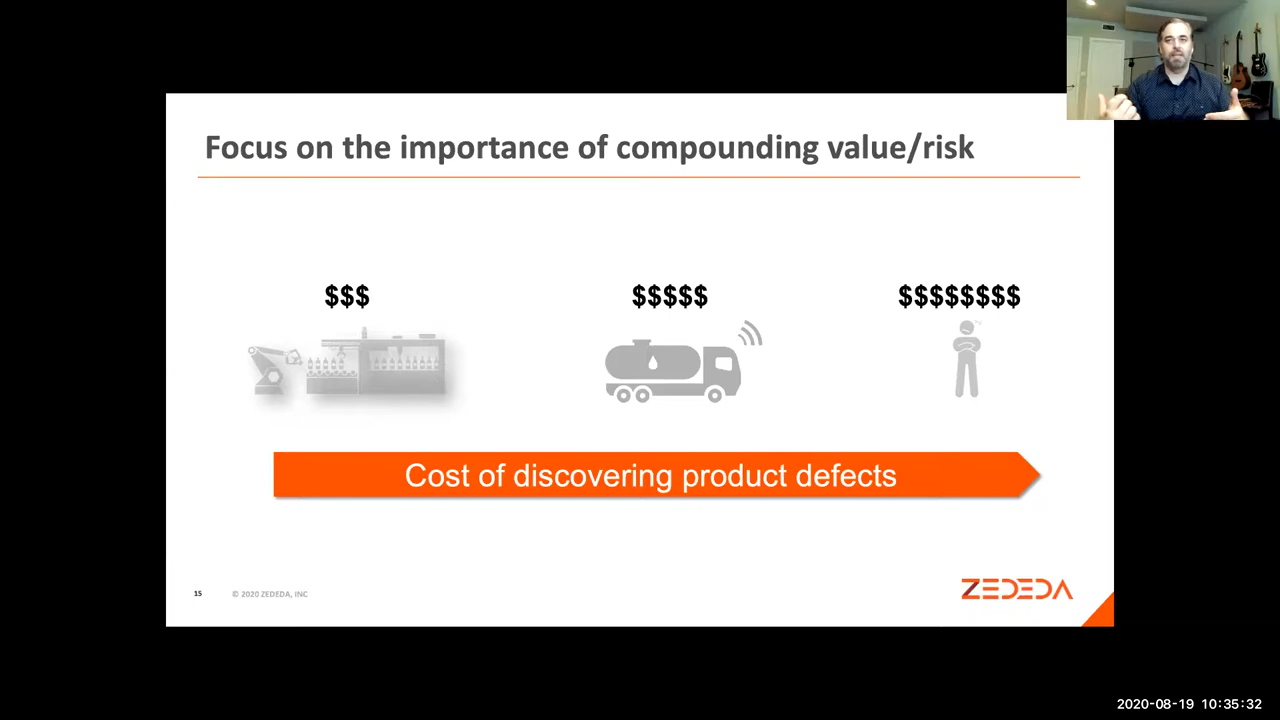 Focus on the importance of compounding value/risk
$$$
$$$$$
$$$$$$$$
Cost of discovering product defects
15
© 2020 ZEDEDA, INC
ZEDEDA
2020-08-19 10:35:32